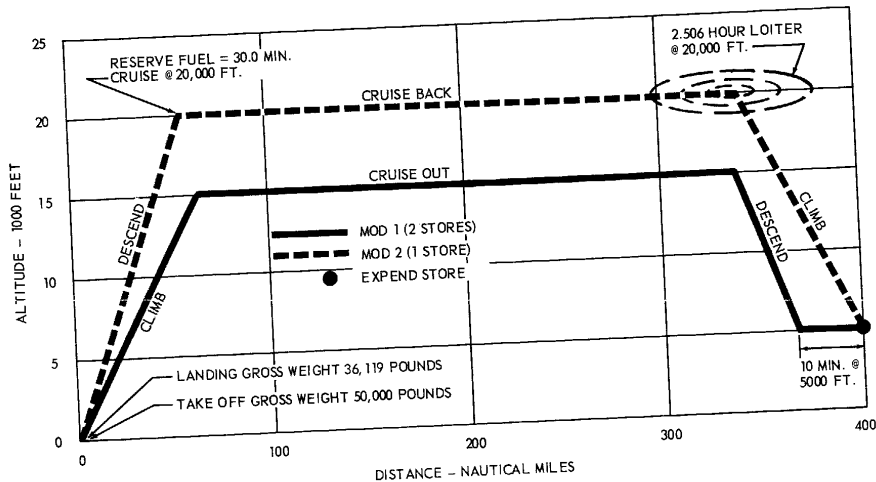 25
20
15
10
5
0
ALTITUDE – 1000 FEET
RESERVE FUEL = 30.0 MIN.
CRUISE @ 20,000 FT.
2.506 HOUR LOITER
@ 20,000 FT.
CRUISE BACK
CRUISE OUT
DESCEND
CLIMB
MOD 1 (2 STORES)
MOD 2 (1 STORE)
EXPEND STORE
DESCEND
CLIMB
LANDING GROSS WEIGHT 36,119 POUNDS
TAKE OFF GROSS WEIGHT 50,000 POUNDS
10 MIN. @
5000 FT.
0
100
200
300
400
DISTANCE – NAUTICAL MILES